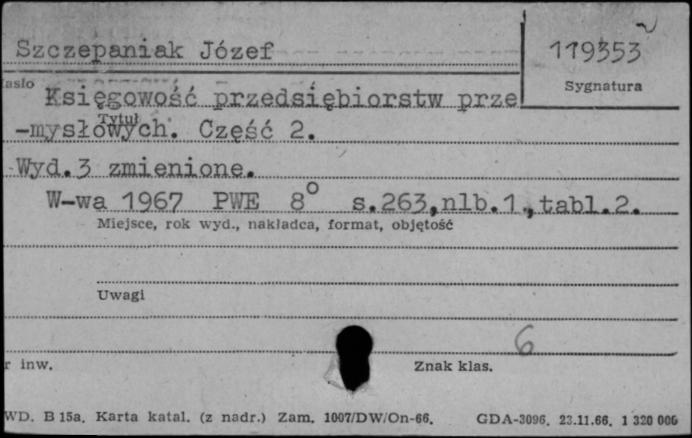 Szczepaniak Józef
119353
Sygnatura
asło
Księgowość przedsiębiorstw prze
Tytuł
-mysłowych. Część 2.
Wyd.3 zmienione.
W-wa 1967 PWE 8° s.263,nlb.1.,tabl.2.
Miejsce, rok wyd., nakładca, format, objętość
Uwagi
6
r inw.
Znak klas.
WD. B 15a. Karta katal. (z nadr.) Zam. 1007/DW/On-66. GDA-3096. 23.11.66. 1 320 000